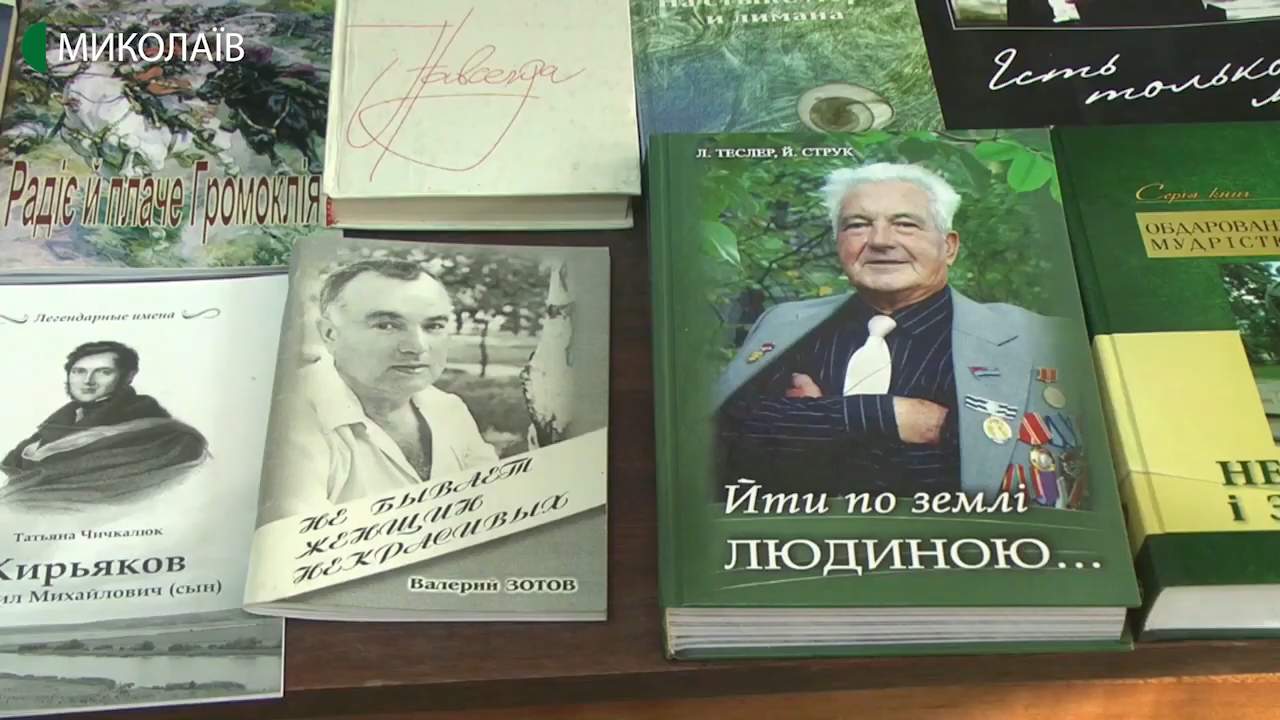 МИКОЛАЇВ
Радіє й плаче Громоклія
Навсегда
и лимана
Есть
только
Л. ТЕСЛЕР, Й. СТРУК
Йти по землі
ЛЮДИНОЮ...
Серія книг
ОБДАРОВАН
МУДРІСТЮ
НЕ
і З
Легендарные имена
Татьяна Чичкалюк
Кирьяков
ил Михайлович (сын)
НЕ БЫВАЕТ
ЖЕНЩИН
НЕКРАСИВЫХ
Валерий ЗОТОВ